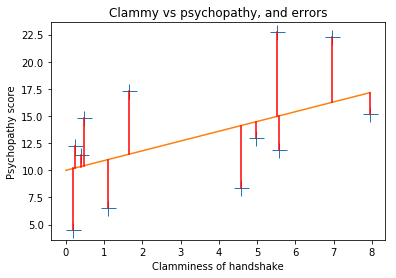 Clammy vs psychopathy, and errors
Psychopathy score
22.5
20.0
17.5
15.0
12.5
10.0
7.5
5.0
0 1 2 3 4 5 6 7 8
Clamminess of handshake